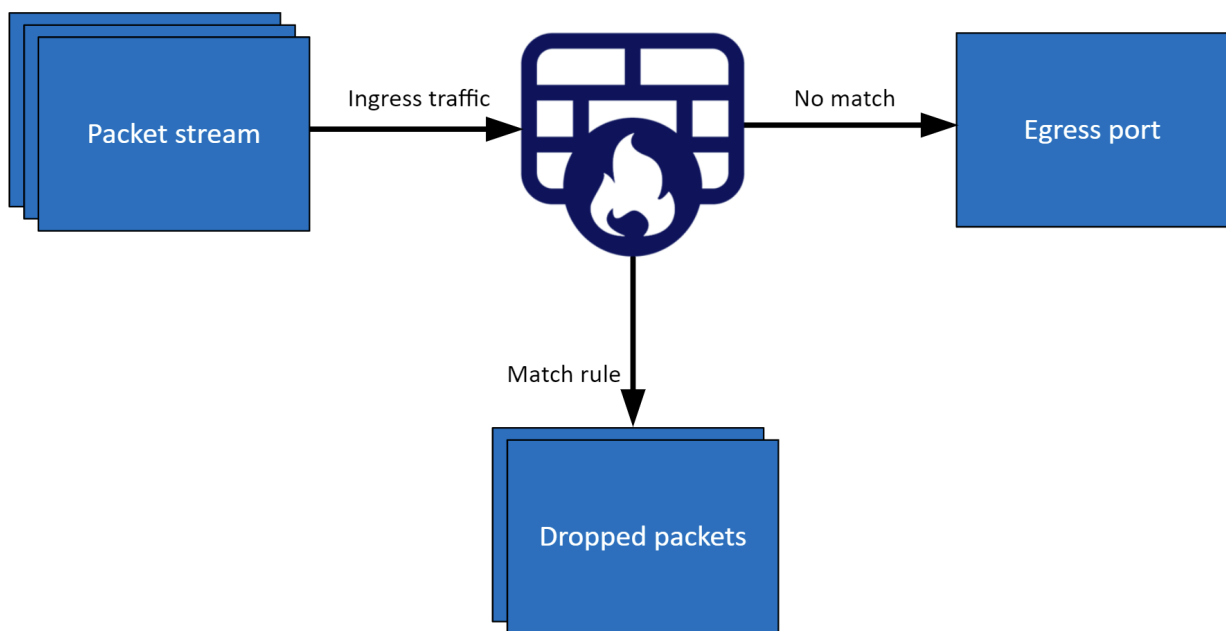 Packet stream
Ingress traffic
No match
Egress port
Match rule
Dropped packets